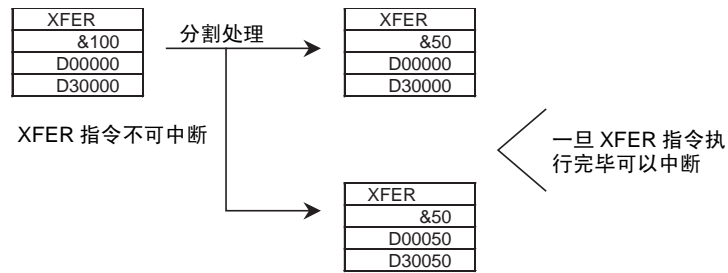 XFER
&100
D00000
D30000
分割处理
XFER
&50
D00000
D30000
XFER 指令不可中断
一旦 XFER 指令执
行完毕可以中断
XFER
&50
D00050
D30050